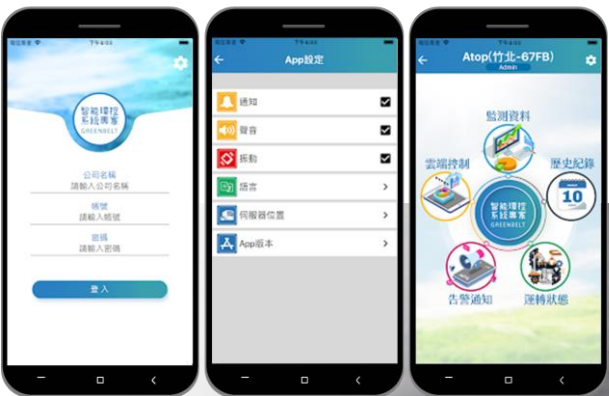 下午4:04
智能環控
系統專家
GREENBELT
公司名稱
請輸入公司名稱
帳號
請輸入帳號
密碼
請輸入密碼
登入
App設定
通知
聲音
振動
語言
伺服器位置
App版本
Atop(竹北-67FB)
Admin
監測資料
雲端控制
歷史紀錄
10
智能環控
系統專家
GREENBELT
告警通知
運轉狀態